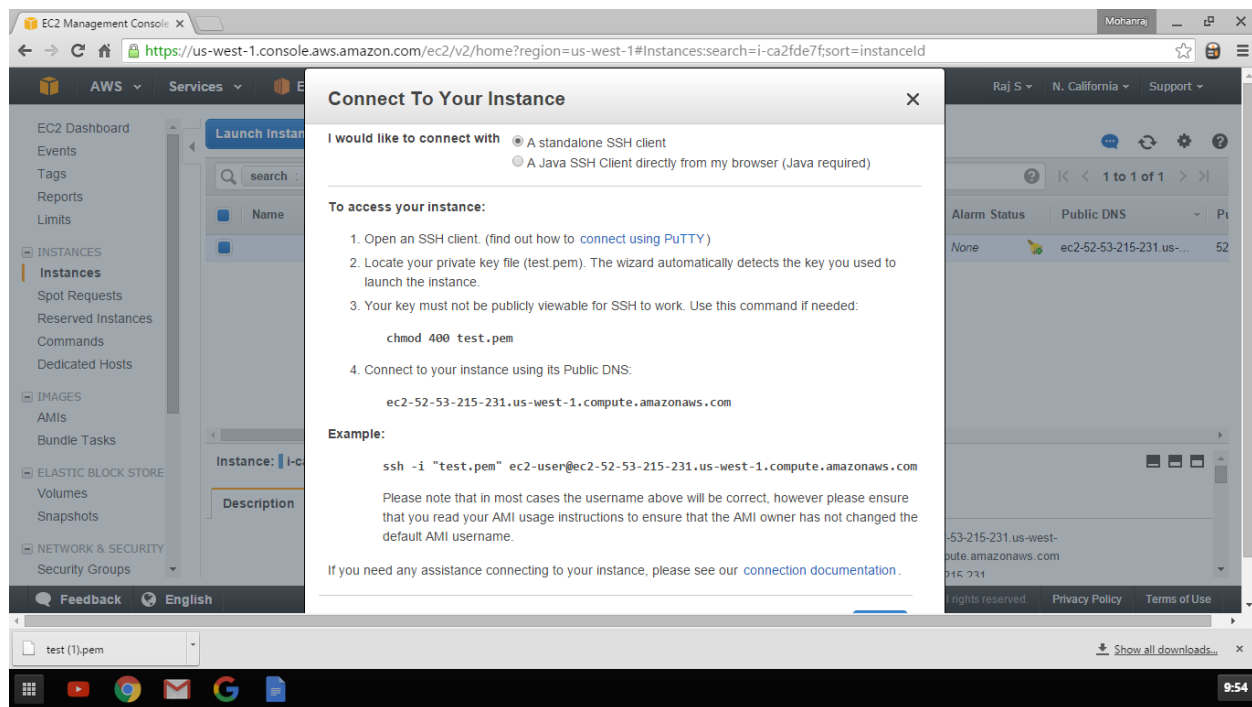 EC2 Management Console
Mohanraj
https://us-west-1.console.aws.amazon.com/ec2/v2/home?region=us-west-1#Instances:search=i-ca2fde7f;sort=instanceId
AWS Services E Raj S N. California Support
Connect To Your Instance
I would like to connect with A standalone SSH client
A Java SSH Client directly from my browser (Java required)
To access your instance:
1. Open an SSH client. (find out how to connect using PuTTY)
2. Locate your private key file (test.pem). The wizard automatically detects the key you used to
launch the instance.
3. Your key must not be publicly viewable for SSH to work. Use this command if needed:
chmod 400 test.pem
4. Connect to your instance using its Public DNS:
ec2-52-53-215-231.us-west-1.compute.amazonaws.com
Example:
ssh -i "test.pem" ec2-user@ec2-52-53-215-231.us-west-1.compute.amazonaws.com
Please note that in most cases the username above will be correct, however please ensure
that you read your AMI usage instructions to ensure that the AMI owner has not changed the
default AMI username.
If you need any assistance connecting to your instance, please see our connection documentation.
EC2 Dashboard
Events
Tags
Reports
Limits
INSTANCES
Instances
Spot Requests
Reserved Instances
Commands
Dedicated Hosts
IMAGES
AMIs
Bundle Tasks
ELASTIC BLOCK STORE
Volumes
Snapshots
NETWORK & SECURITY
Security Groups
Launch Instan
search :
1 to 1 of 1
Name Alarm Status Public DNS Pu
None ec2-52-53-215-231.us-... 52
Instance: i-ca
Description
-53-215-231.us-west-
pute.amazonaws.com
215.231
Feedback English l rights reserved. Privacy Policy Terms of Use
test (1).pem Show all downloads...
9:54